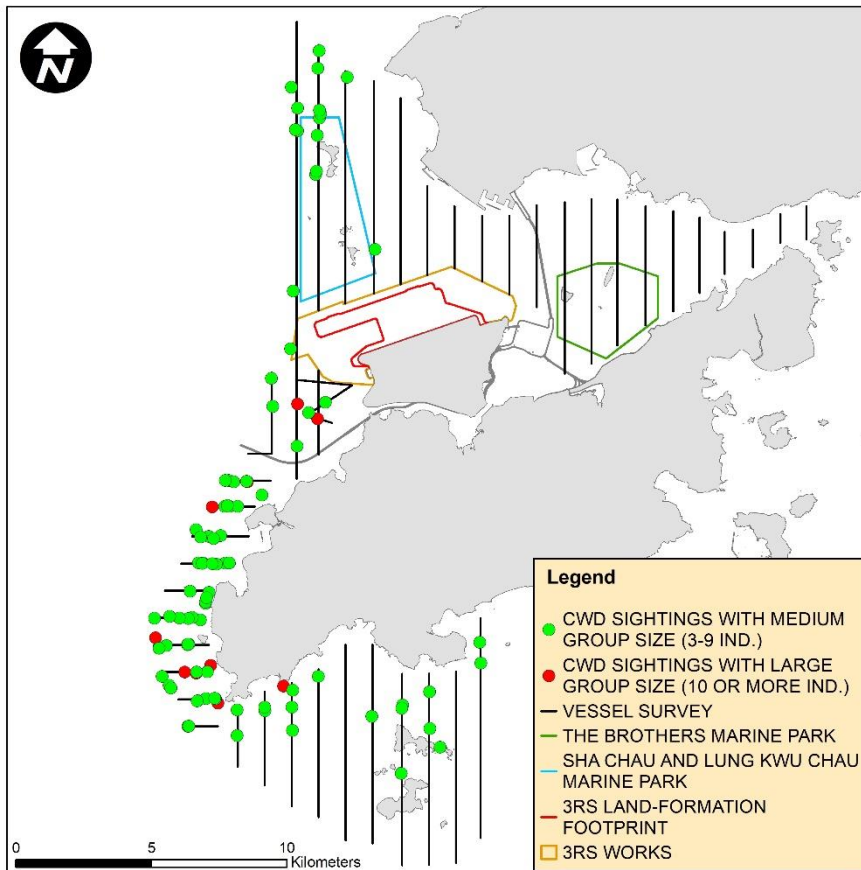 N
Legend
CWD SIGHTINGS WITH MEDIUM
GROUP SIZE (3-9 IND.)
CWD SIGHTINGS WITH LARGE
GROUP SIZE (10 OR MORE IND.)
VESSEL SURVEY
THE BROTHERS MARINE PARK
SHA CHAU AND LUNG KWU CHAU
MARINE PARK
3RS LAND-FORMATION
FOOTPRINT
3RS WORKS
0 5 10
Kilometers